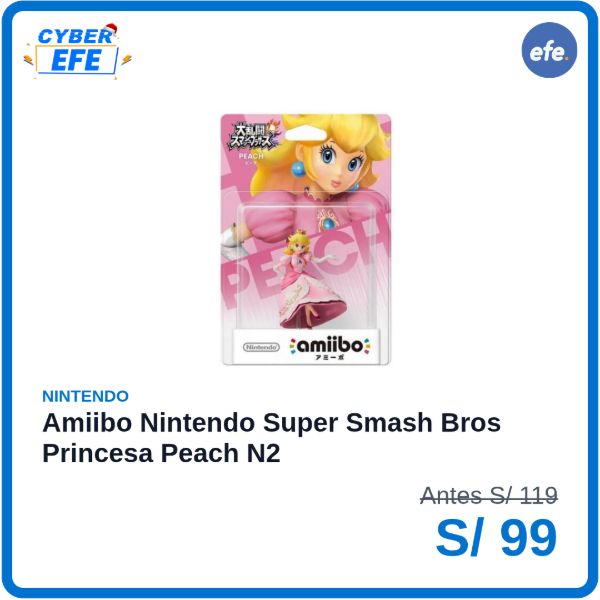 CYBER
EFE
efe.
大乱闘
スマッシュブラザーズ
PEACH
ピーチ
PEACH
Nintendo
amiibo
アミーボ
NINTENDO
Amiibo Nintendo Super Smash Bros
Princesa Peach N2
Antes S/ 119
S/ 99